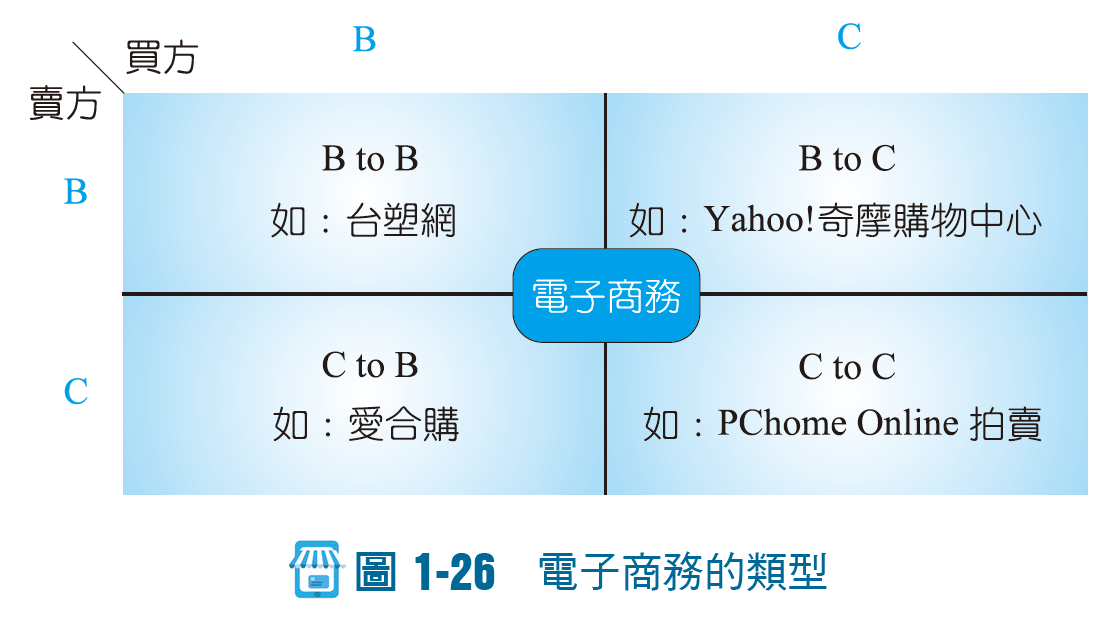 買方
賣方
B
C
B
B to B
如：台塑網
B to C
如：Yahoo!奇摩購物中心
電子商務
C
C to B
如：愛合購
C to C
如：PChome Online 拍賣
圖 1-26 電子商務的類型